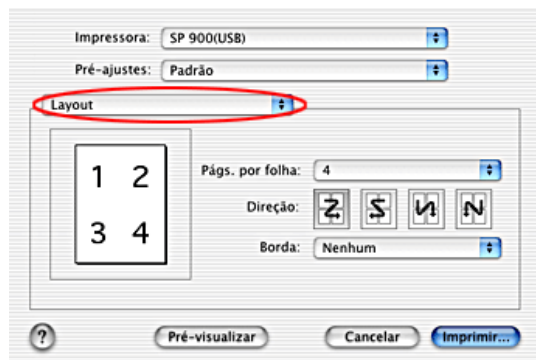 Impressora: SP 900(USB)
Pré-ajustes: Padrão
Layout
1 2
3 4
Págs. por folha: 4
Direção:
Borda: Nenhum
? Pré-visualizar Cancelar Imprimir...